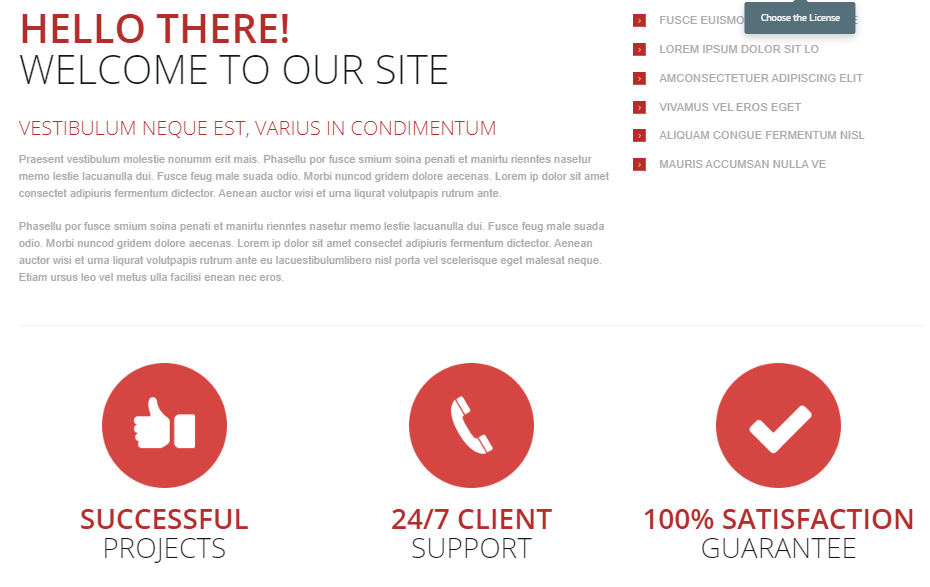 HELLO THERE!
WELCOME TO OUR SITE
VESTIBULUM NEQUE EST, VARIUS IN CONDIMENTUM
Praesent vestibulum molestie nonumm erit mais. Phasellu por fusce smium soina penati et manirtu rienntes nasetur
memo lestie lacuanulla dui. Fusce feug male suada odio. Morbi nuncod gridem dolore aecenas. Lorem ip dolor sit amet
consectet adipiuris fermentum dictector. Aenean auctor wisi et urna liqurat volutpapis rutrum ante.
Phasellu por fusce smium soina penati et manirtu rienntes nasetur memo lestie lacuanulla dui. Fusce feug male suada
odio. Morbi nuncod gridem dolore aecenas. Lorem ip dolor sit amet consectet adipiuris fermentum dictector. Aenean
auctor wisi et urna liqurat volutpapis rutrum ante eu lacuestibulumlibero nisl porta vel scelerisque eget malesat neque.
Etiam ursus leo vel metus ulla facilisi enean nec eros.
Choose the License
FUSCE
LOREM IPSUM DOLOR SIT LO
AMCONSECTETUER ADIPISCING ELIT
VIVAMUS VEL EROS EGET
ALIQUAM CONGUE FERMENTUM NISL
MAURIS ACCUMSAN NULLA VE
SUCCESSFUL
PROJECTS
24/7 CLIENT
SUPPORT
100% SATISFACTION
GUARANTEE